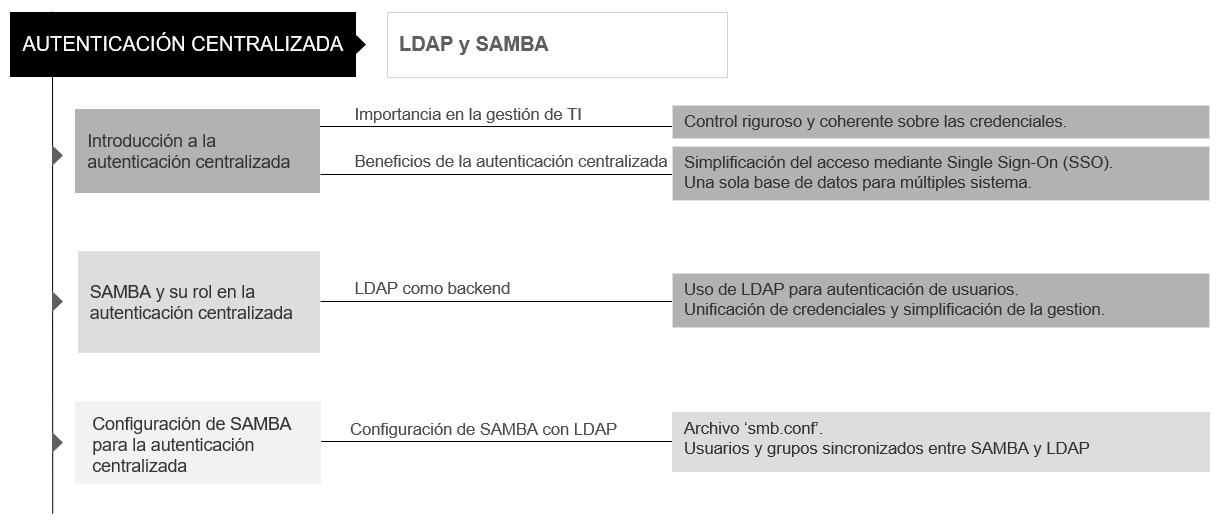 AUTENTICACIÓN CENTRALIZADA
LDAP y SAMBA
Introducción a la
autenticación centralizada
Importancia en la gestión de TI
Control riguroso y coherente sobre las credenciales.
Beneficios de la autenticación centralizada
Simplificación del acceso mediante Single Sign-On (SSO).
Una sola base de datos para múltiples sistema.
SAMBA y su rol en la
autenticación centralizada
LDAP como backend
Uso de LDAP para autenticación de usuarios.
Unificación de credenciales y simplificación de la gestion.
Configuración de SAMBA
para la autenticación
centralizada
Configuración de SAMBA con LDAP
Archivo ‘smb.conf’.
Usuarios y grupos sincronizados entre SAMBA y LDAP